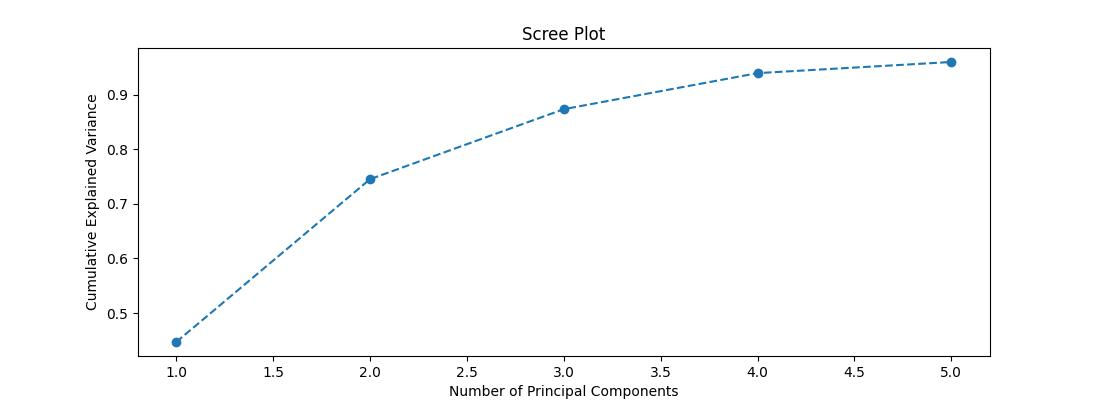 Scree Plot
Cumulative Explained Variance
0.9
0.8
0.7
0.6
0.5
1.0 1.5 2.0 2.5 3.0 3.5 4.0 4.5 5.0
Number of Principal Components